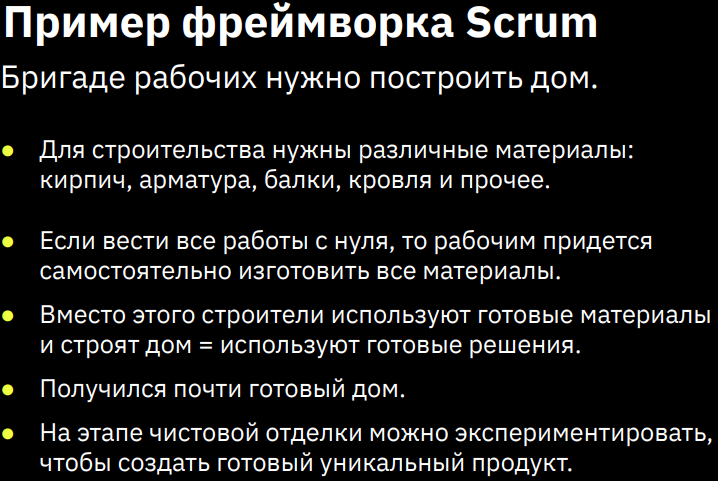 Пример фреймворка Scrum
Бригаде рабочих нужно построить дом.
● Для строительства нужны различные материалы:
кирпич, арматура, балки, кровля и прочее.
● Если вести все работы с нуля, то рабочим придется
самостоятельно изготовить все материалы.
● Вместо этого строители используют готовые материалы
и строят дом = используют готовые решения.
● Получился почти готовый дом.
● На этапе чистовой отделки можно экспериментировать,
чтобы создать готовый уникальный продукт.